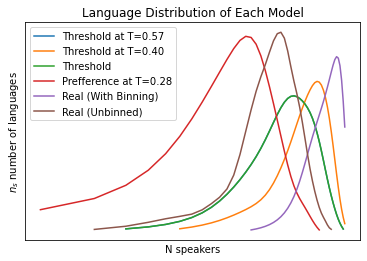 Language Distribution of Each Model
Threshold at T=0.57
Threshold at T=0.40
Threshold
Prefference at T=0.28
Real (With Binning)
Real (Unbinned)
n_s number of languages
N speakers